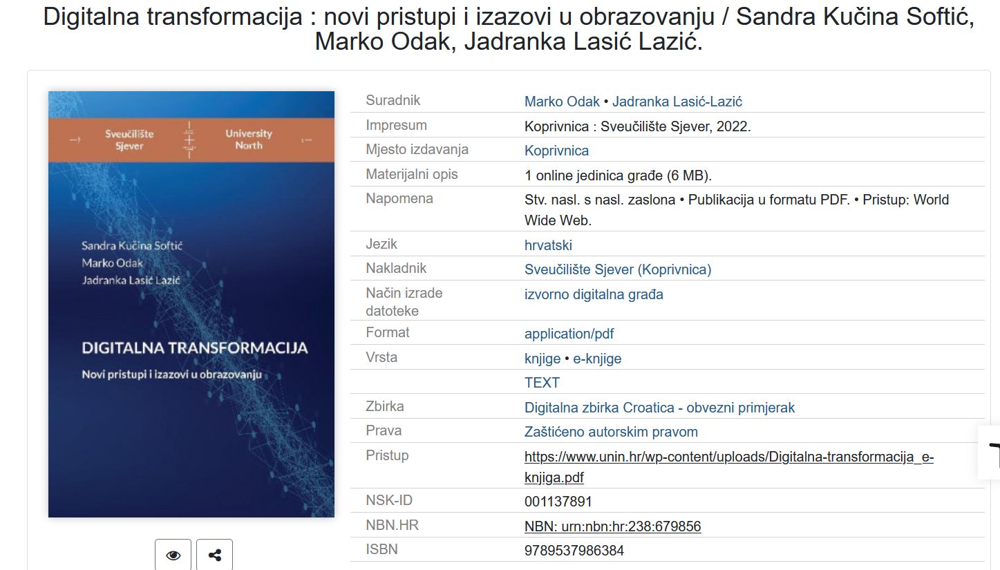 Digitalna transformacija : novi pristupi i izazovi u obrazovanju / Sandra Kučina Softić,
Marko Odak, Jadranka Lasić Lazić.
Sveučilište
Sjever
University
North
Sandra Kučina Softić
Marko Odak
Jadranka Lasić Lazić
DIGITALNA TRANSFORMACIJA
Novi pristupi i izazovi u obrazovanju
Suradnik
Marko Odak • Jadranka Lasić-Lazić
Impresum
Koprivnica : Sveučilište Sjever, 2022.
Mjesto izdavanja
Koprivnica
Materijalni opis
1 online jedinica građe (6 MB).
Napomena
Stv. nasl. s nasl. zaslona • Publikacija u formatu PDF. • Pristup: World
Wide Web.
Jezik
hrvatski
Nakladnik
Sveučilište Sjever (Koprivnica)
Način izrade
datoteke
izvorno digitalna građa
Format
application/pdf
Vrsta
knjige • e-knjige
TEXT
Zbirka
Digitalna zbirka Croatica - obvezni primjerak
Prava
Zaštićeno autorskim pravom
Pristup
https://www.unin.hr/wp-content/uploads/Digitalna-transformacija_e-
knjiga.pdf
NSK-ID
001137891
NBN.HR
NBN: urn:nbn:hr:238:679856
ISBN
9789537986384